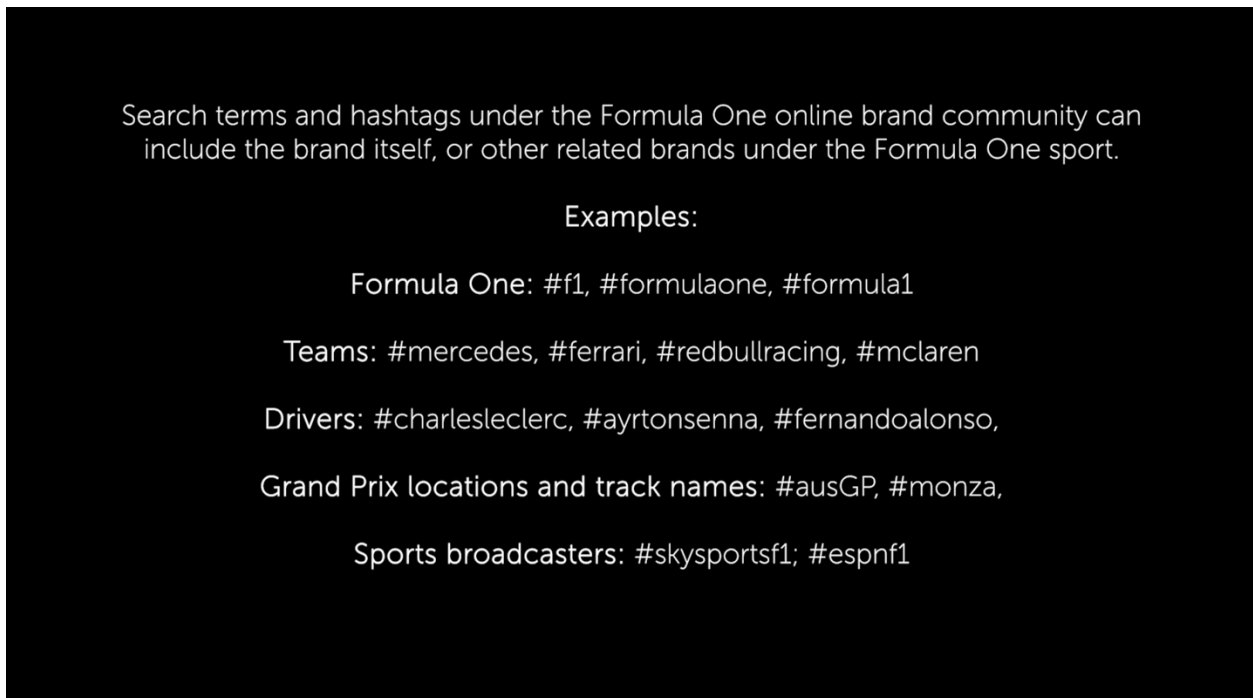 Search terms and hashtags under the Formula One online brand community can
include the brand itself, or other related brands under the Formula One sport.
Examples:
Formula One: #f1, #formulaone, #formula1
Teams: #mercedes, #ferrari, #redbullracing, #mclaren
Drivers: #charlesleclerc, #ayrtonsenna, #fernandoalonso,
Grand Prix locations and track names: #ausGP, #monza,
Sports broadcasters: #skysportsf1; #espnf1